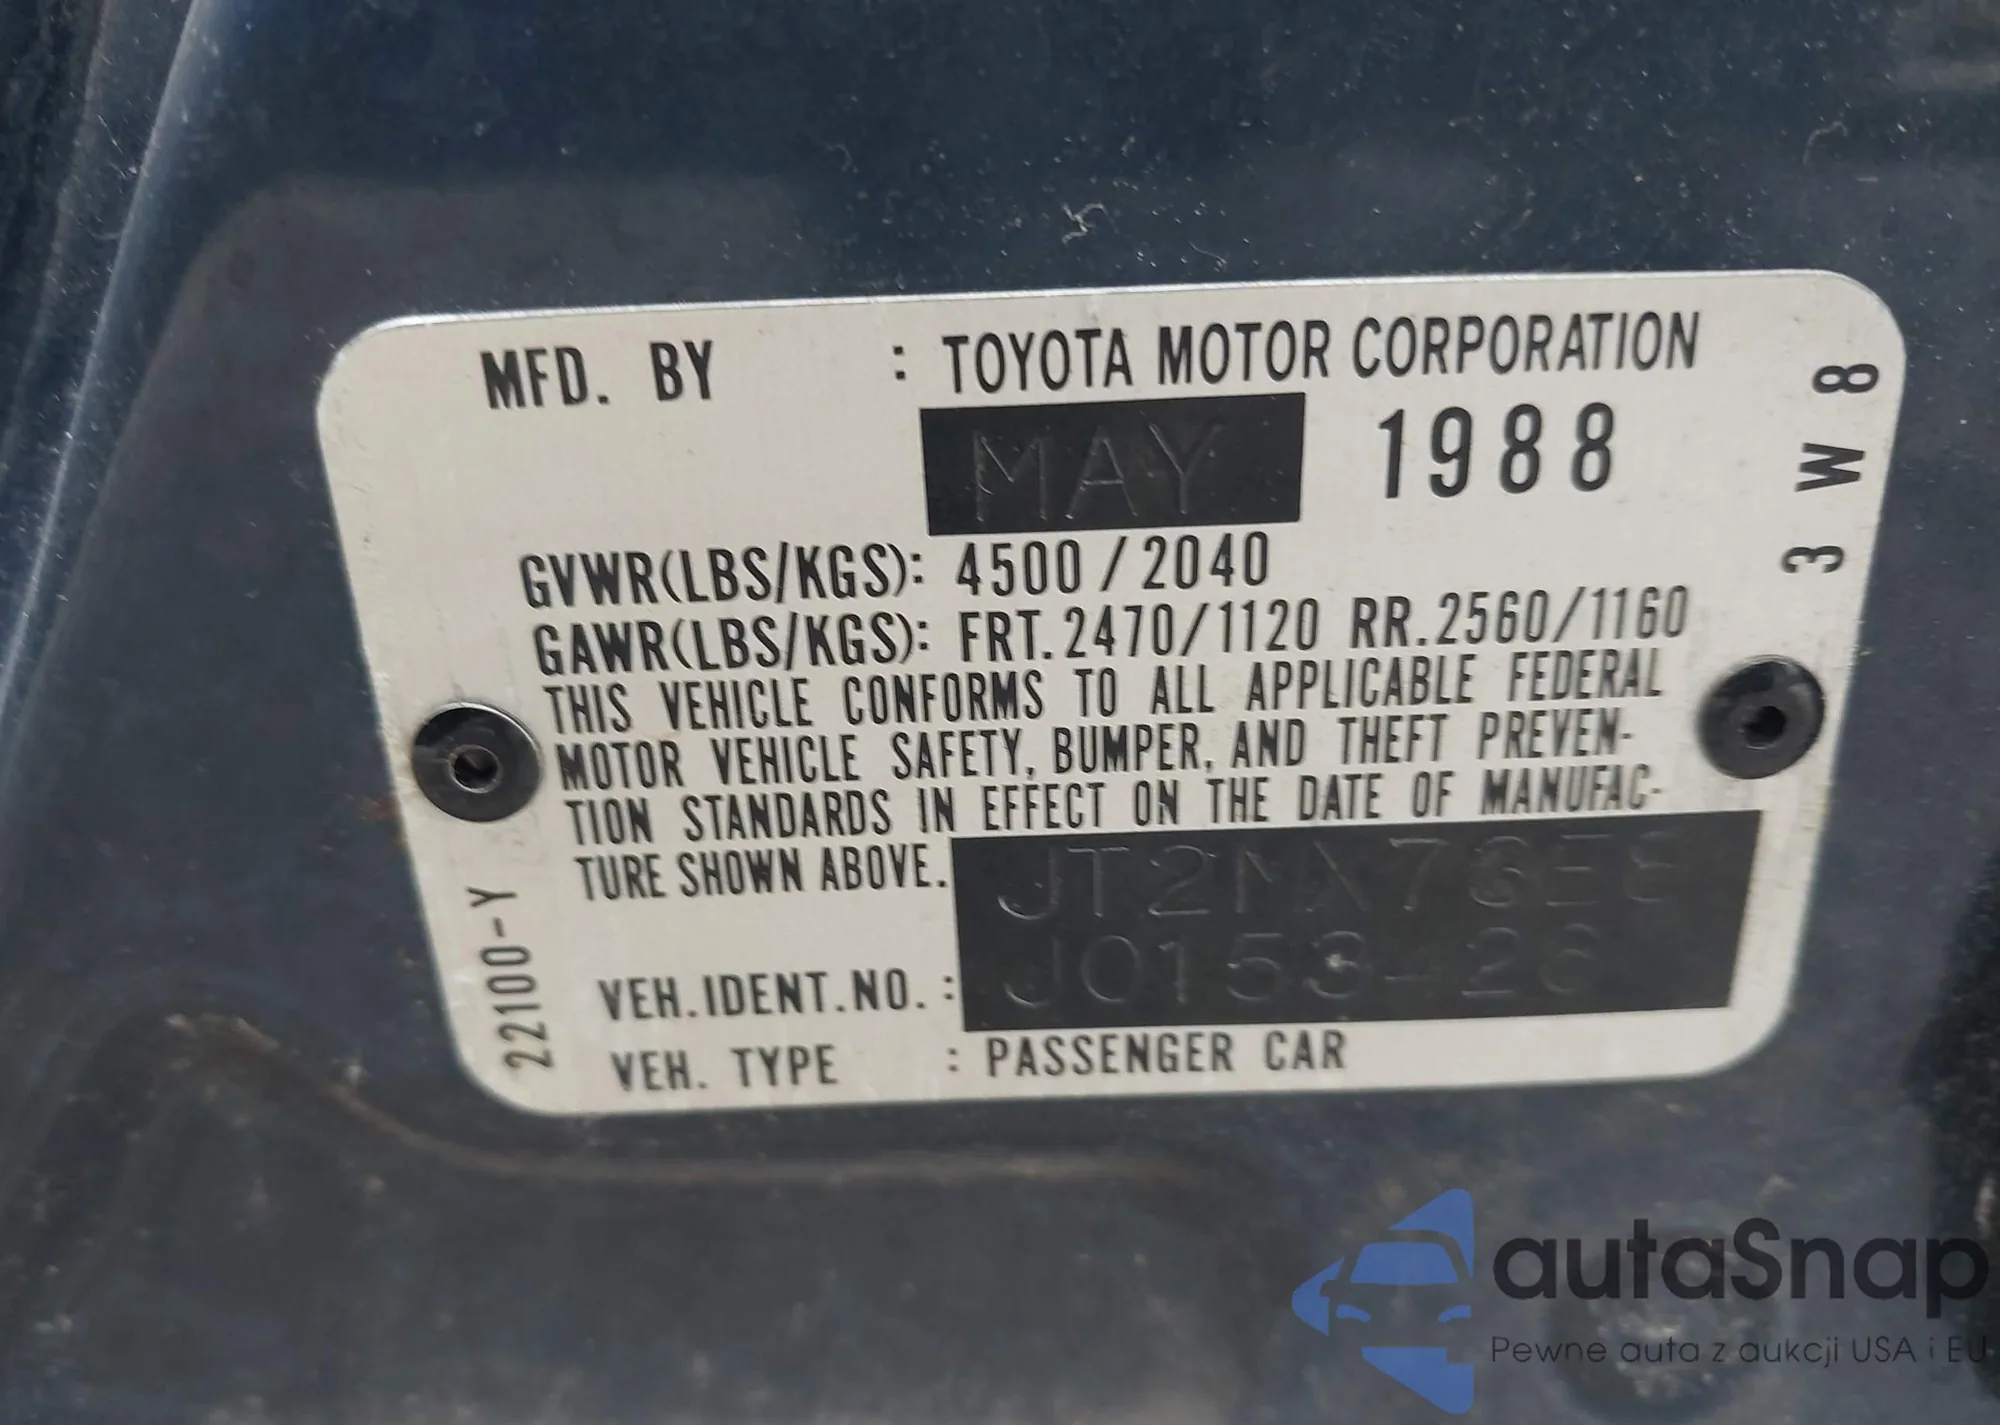 MFD. BY : TOYOTA MOTOR CORPORATION
MAY 1988
GVWR(LBS/KGS): 4500/2040
GAWR(LBS/KGS): FRT.2470/1120 RR.2560/1160
THIS VEHICLE CONFORMS TO ALL APPLICABLE FEDERAL
MOTOR VEHICLE SAFETY, BUMPER, AND THEFT PREVEN-
TION STANDARDS IN EFFECT ON THE DATE OF MANUFAC-
TURE SHOWN ABOVE.
VEH.IDENT.NO. :
VEH. TYPE : PASSENGER CAR
22100-Y
3W8
autaSnap
Pewne auta z aukcji USA i EU